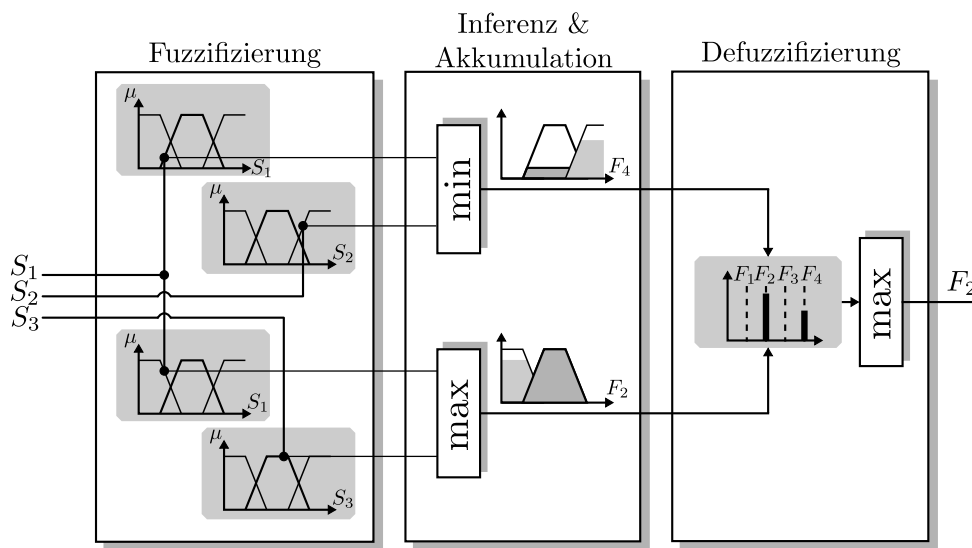 Fuzzifizierung
Inferenz &
Akkumulation
Defuzzifizierung
μ
S₁
μ
S₂
S₁
S₂
S₃
μ
S₁
μ
S₃
min
F₄
max
F₂
F₁ F₂ F₃ F₄
max
F₂